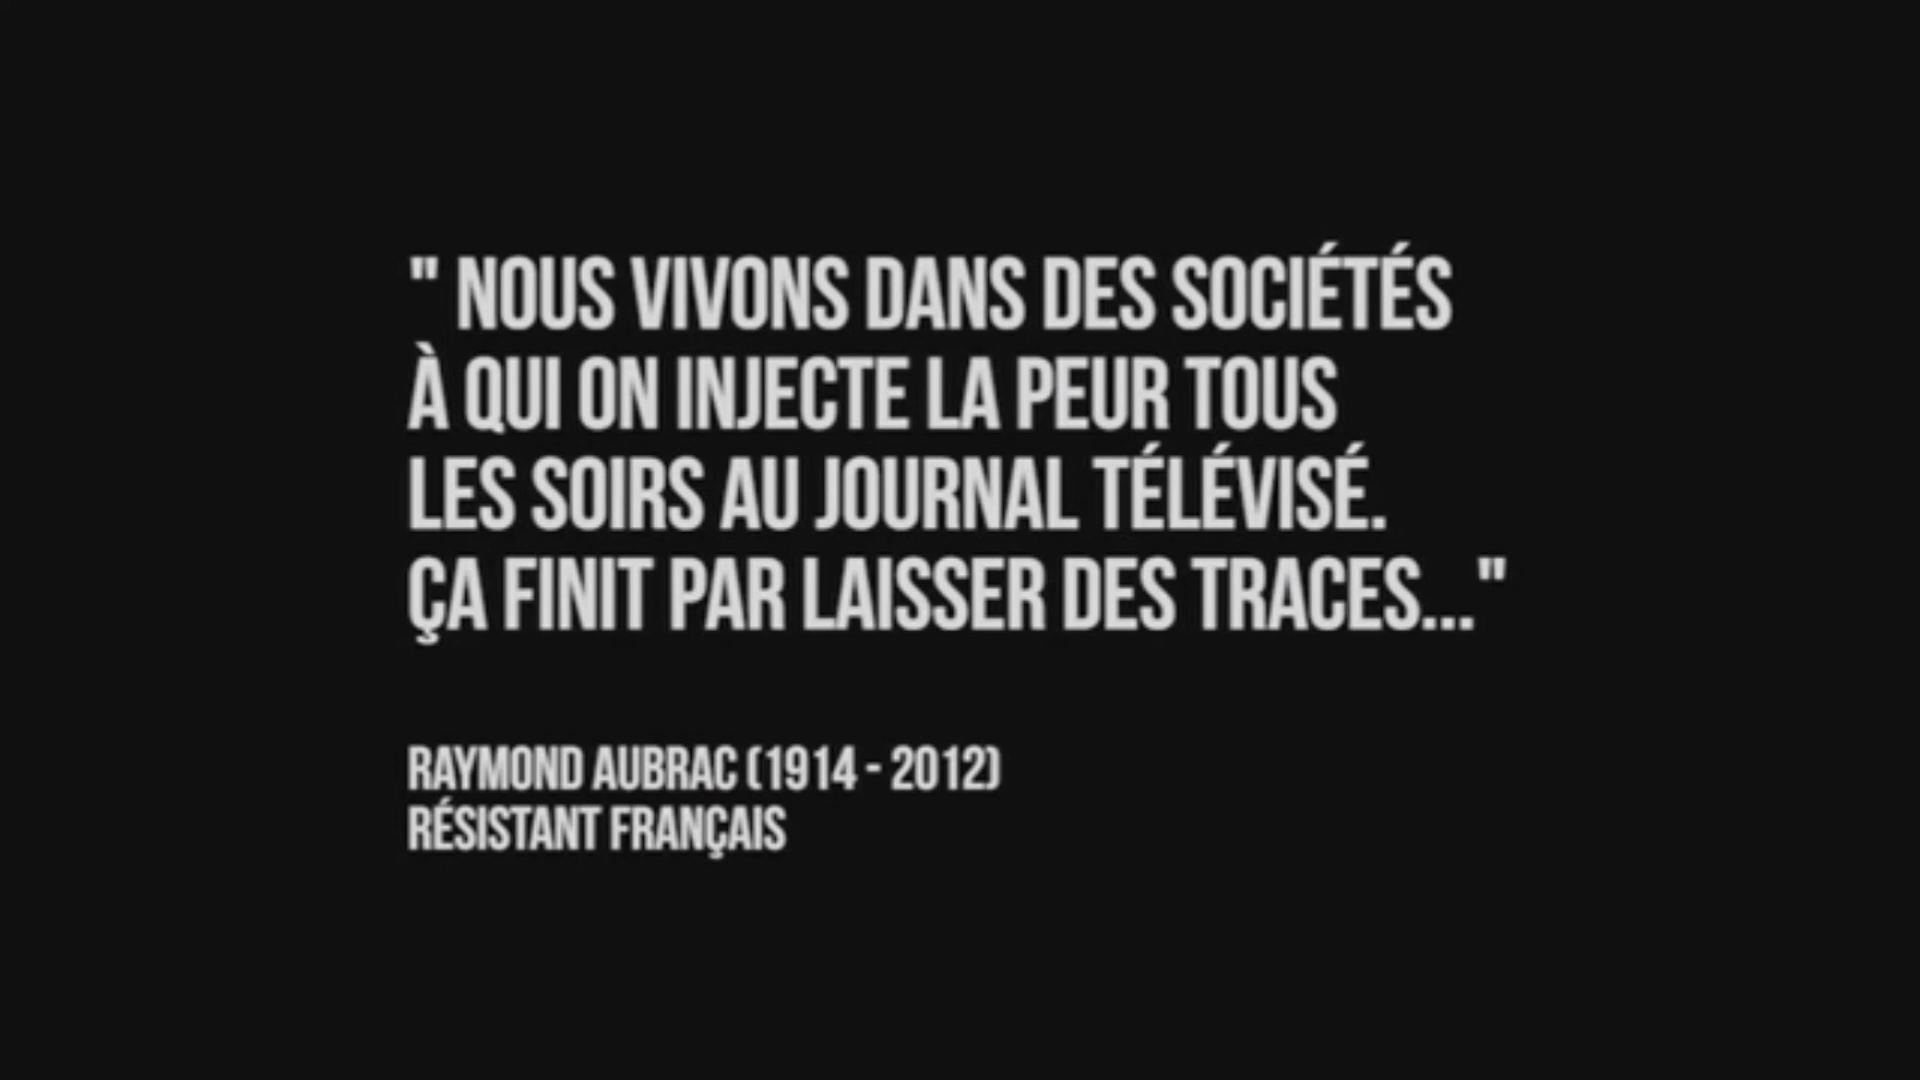 " NOUS VIVONS DANS DES SOCIÉTÉS
À QUI ON INJECTE LA PEUR TOUS
LES SOIRS AU JOURNAL TÉLÉVISÉ.
ÇA FINIT PAR LAISSER DES TRACES..."
RAYMOND AUBRAC (1914 - 2012)
RÉSISTANT FRANÇAIS